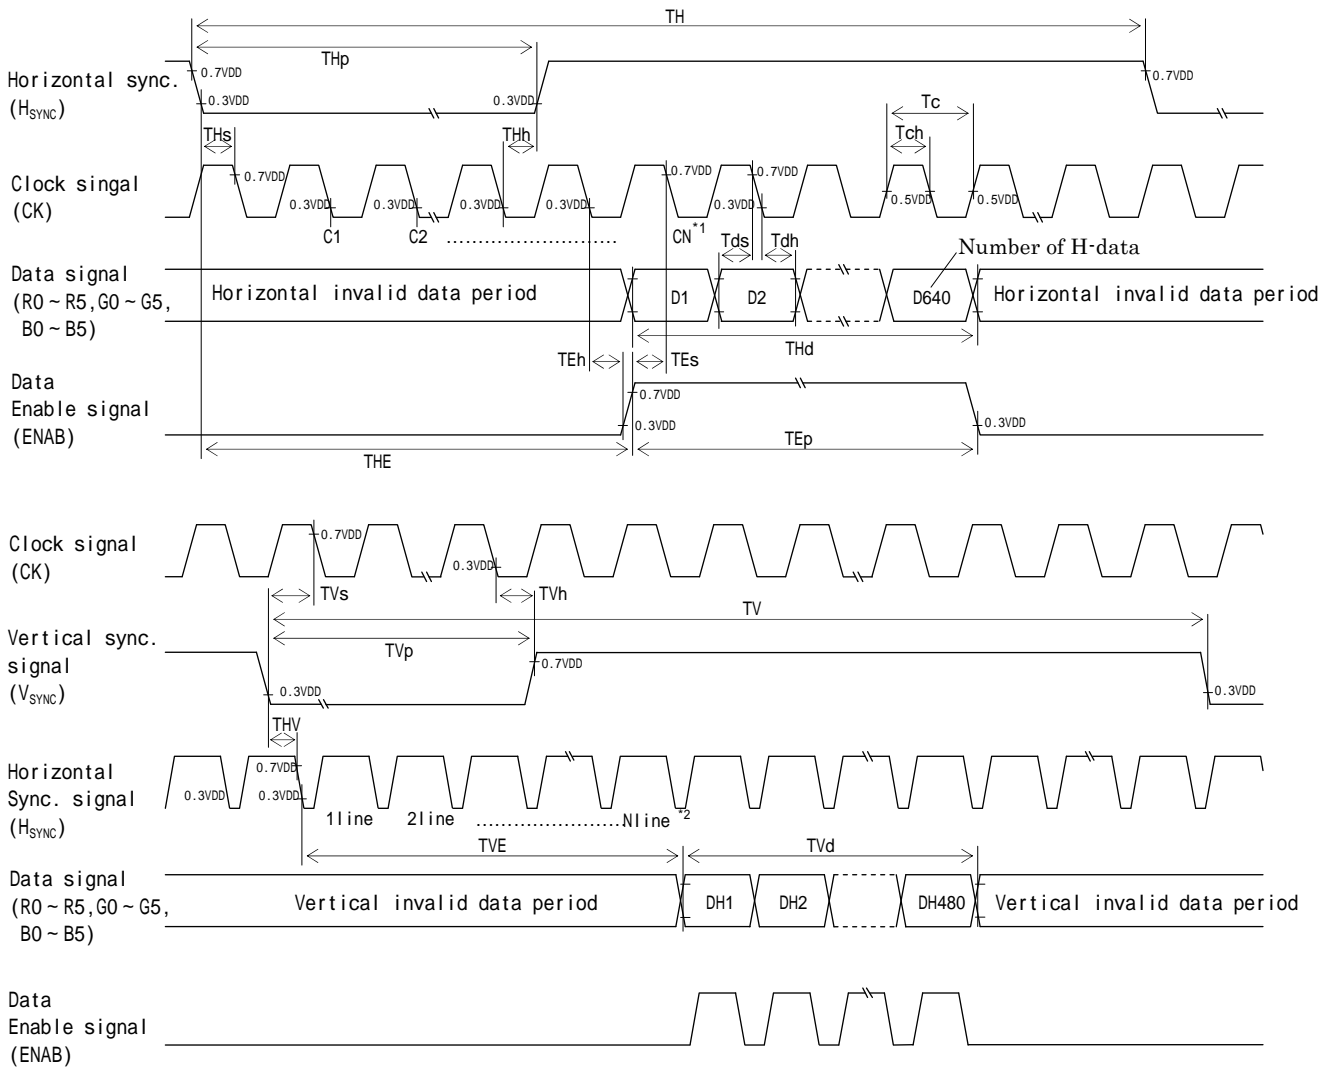 TH
THp
Horizontal sync.
(HSYNC)
0.7VDD
0.3VDD
0.3VDD
0.7VDD
THs
THh
Tc
Tch
Clock singal
(CK)
0.7VDD
0.3VDD
0.3VDD
0.3VDD
0.3VDD
0.7VDD
0.7VDD
0.3VDD
0.5VDD
0.5VDD
C1
C2
..........................
CN*1
Tds
Tdh
Number of H-data
Data signal
(R0～R5,G0～G5,
B0～B5)
Horizontal invalid data period
D1
D2
D640
Horizontal invalid data period
THd
TEh
TEs
Data
Enable signal
(ENAB)
0.7VDD
0.3VDD
0.3VDD
THE
TEp
Clock signal
(CK)
0.7VDD
0.3VDD
TVs
TVh
TV
Vertical sync.
signal
(VSYNC)
TVp
0.7VDD
0.3VDD
0.3VDD
THV
Horizontal
Sync. signal
(HSYNC)
0.7VDD
0.3VDD
0.3VDD
1line
2line
......................
Nline*2
TVE
TVd
Data signal
(R0～R5,G0～G5,
B0～B5)
Vertical invalid data period
DH1
DH2
DH480
Vertical invalid data period
Data
Enable signal
(ENAB)